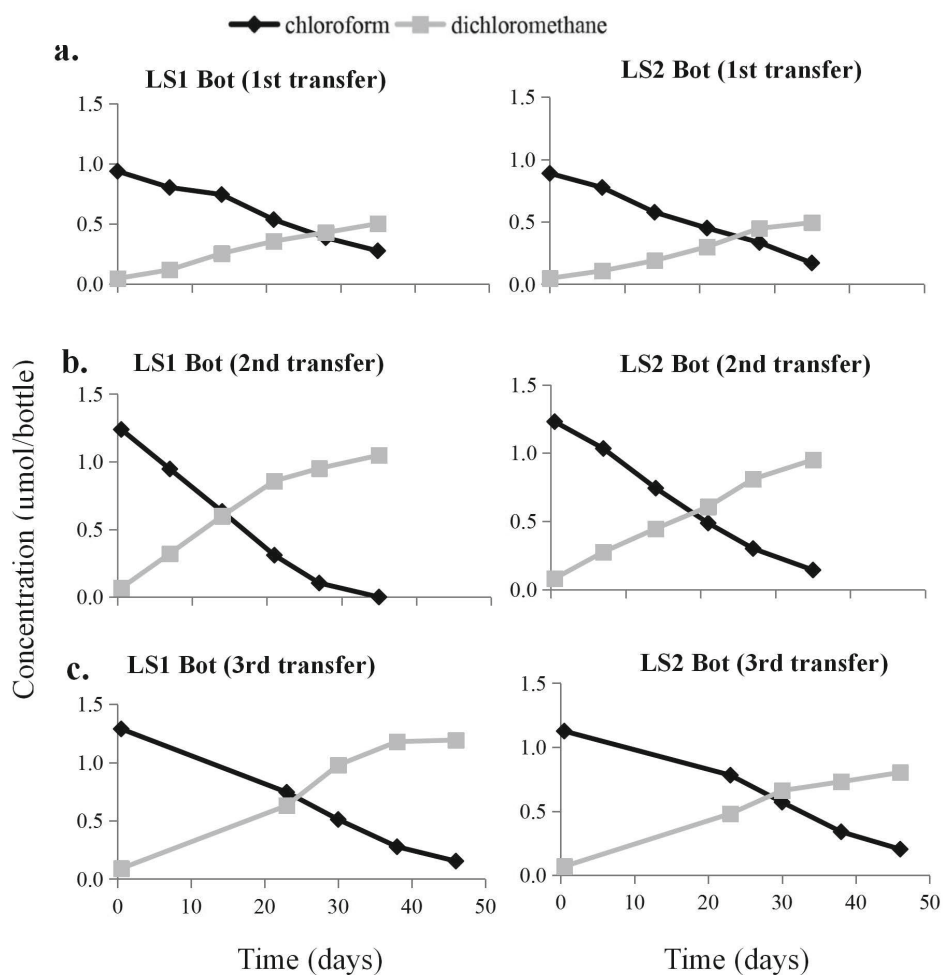 chloroform dichloromethane
a.
LS1 Bot (1st transfer)
LS2 Bot (1st transfer)
1.5
1.0
0.5
0.0
1.5
1.0
0.5
0.0
b.
LS1 Bot (2nd transfer)
LS2 Bot (2nd transfer)
1.5
1.0
0.5
0.0
1.5
1.0
0.5
0.0
Concentration (umol/bottle)
c.
LS1 Bot (3rd transfer)
LS2 Bot (3rd transfer)
1.5
1.0
0.5
0.0
0 10 20 30 40 50
1.5
1.0
0.5
0.0
0 10 20 30 40 50
Time (days)
Time (days)